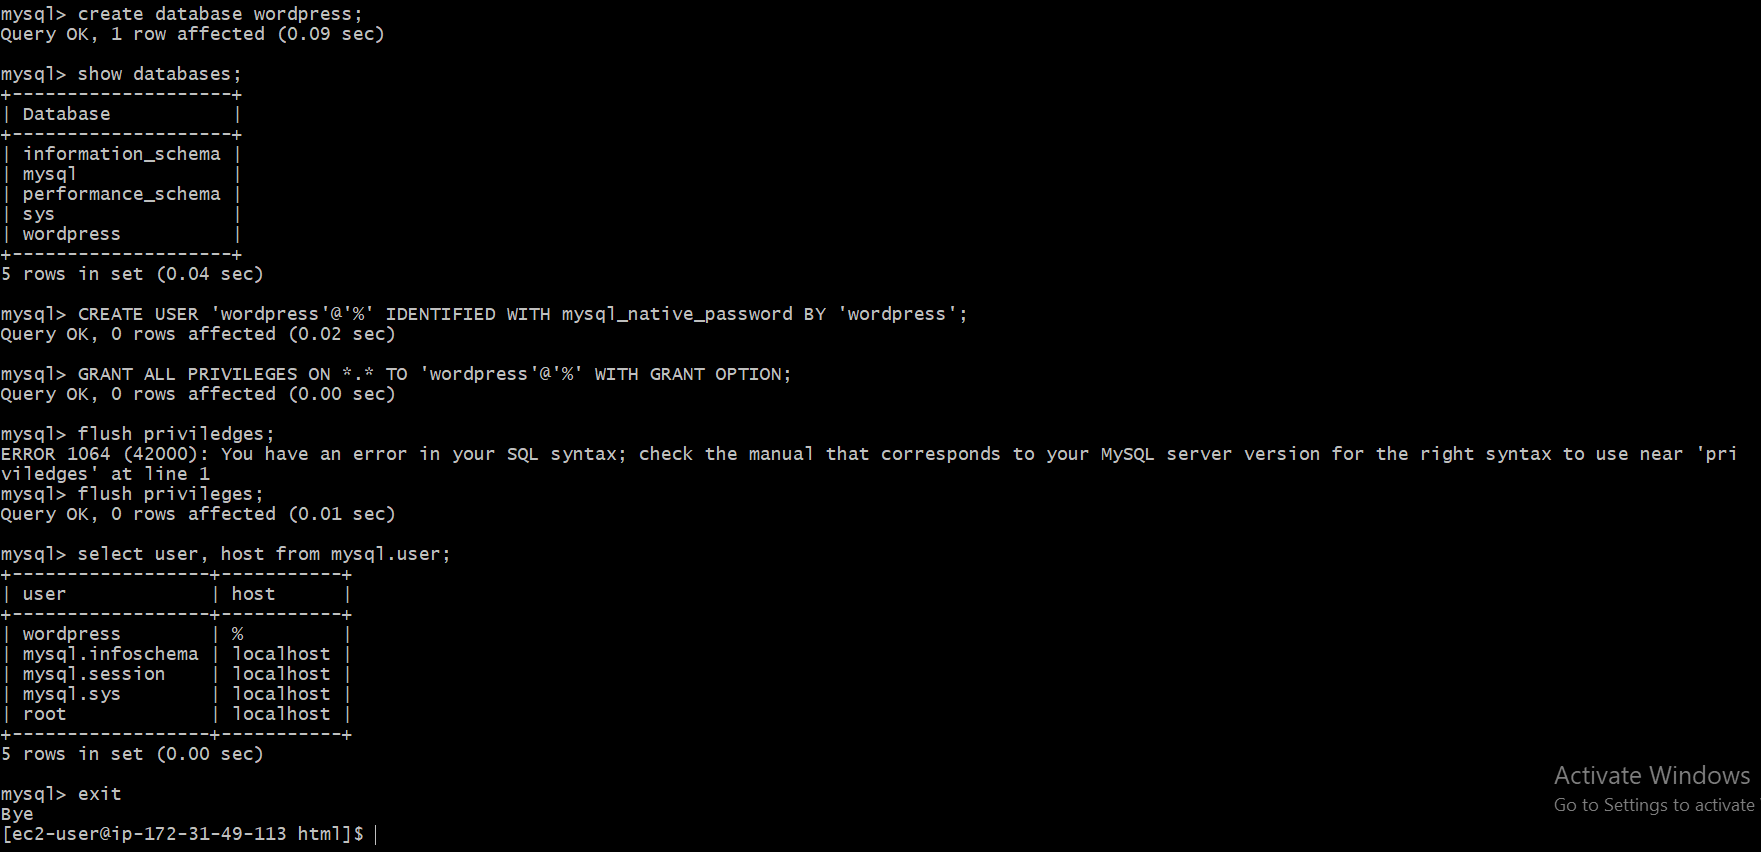 mysql> create database wordpress;
Query OK, 1 row affected (0.09 sec)
mysql> show databases;
+--------------------+
| Database           |
+--------------------+
| information_schema |
| mysql              |
| performance_schema |
| sys                |
| wordpress          |
+--------------------+
5 rows in set (0.04 sec)
mysql> CREATE USER 'wordpress'@'%' IDENTIFIED WITH mysql_native_password BY 'wordpress';
Query OK, 0 rows affected (0.02 sec)
mysql> GRANT ALL PRIVILEGES ON *.* TO 'wordpress'@'%' WITH GRANT OPTION;
Query OK, 0 rows affected (0.00 sec)
mysql> flush priviledges;
ERROR 1064 (42000): You have an error in your SQL syntax; check the manual that corresponds to your MySQL server version for the right syntax to use near 'pri
viledges' at line 1
mysql> flush privileges;
Query OK, 0 rows affected (0.01 sec)
mysql> select user, host from mysql.user;
+------------------+-----------+
| user             | host      |
+------------------+-----------+
| wordpress        | %         |
| mysql.infoschema | localhost |
| mysql.session    | localhost |
| mysql.sys        | localhost |
| root             | localhost |
+------------------+-----------+
5 rows in set (0.00 sec)
mysql> exit
Bye
[ec2-user@ip-172-31-49-113 html]$
Activate Windows
Go to Settings to activate